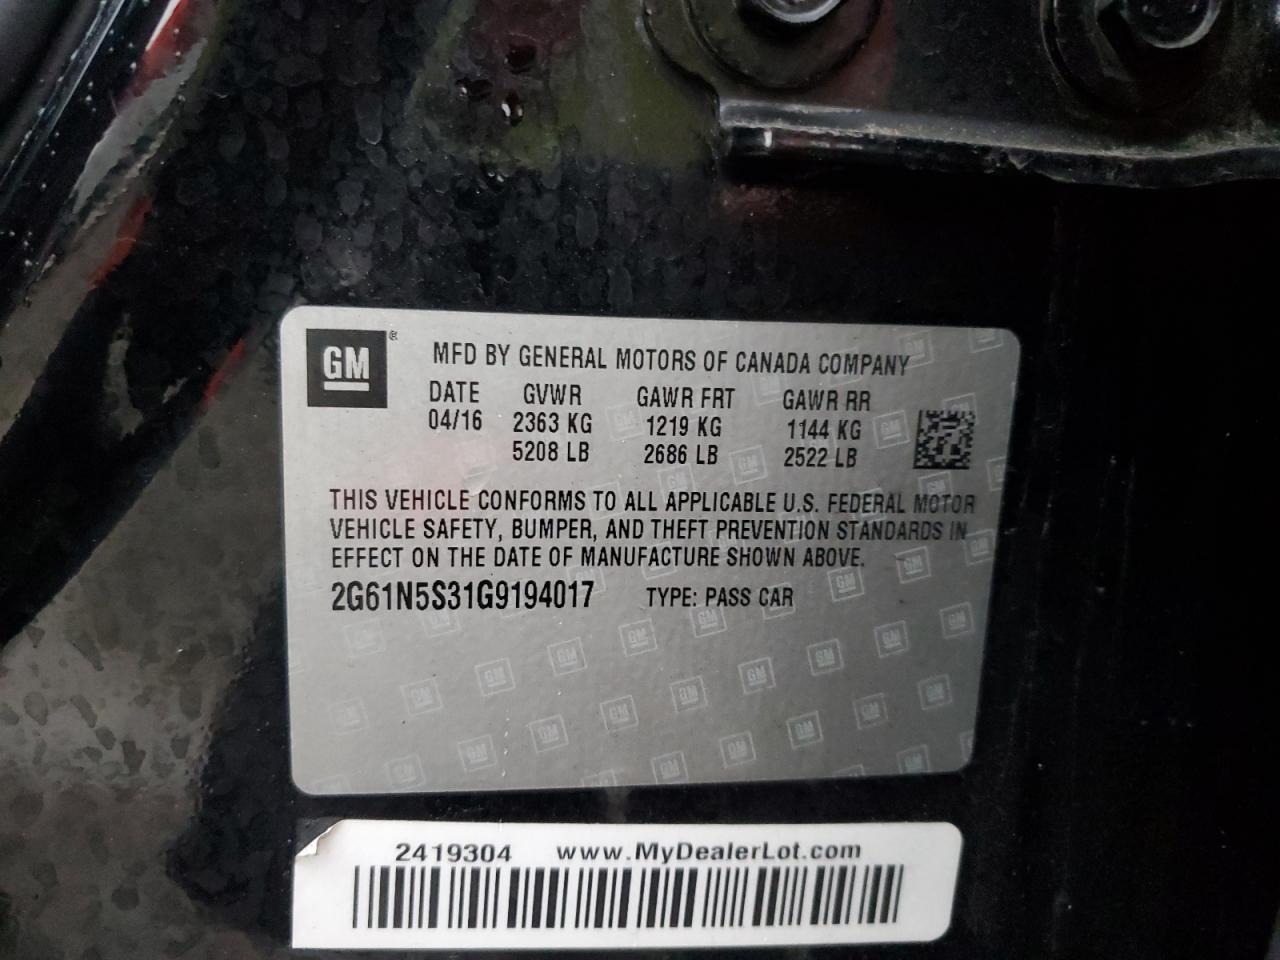 GM ®
MFD BY GENERAL MOTORS OF CANADA COMPANY
DATE GVWR GAWR FRT GAWR RR
04/16 2363 KG 1219 KG 1144 KG
5208 LB 2686 LB 2522 LB
THIS VEHICLE CONFORMS TO ALL APPLICABLE U.S. FEDERAL MOTOR
VEHICLE SAFETY, BUMPER, AND THEFT PREVENTION STANDARDS IN
EFFECT ON THE DATE OF MANUFACTURE SHOWN ABOVE.
2G61N5S31G9194017 TYPE: PASS CAR
2419304 www.MyDealerLot.com